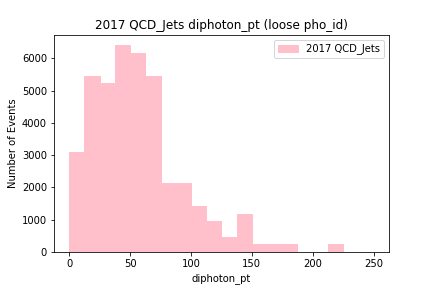 2017 QCD_Jets diphoton_pt (loose pho_id)
2017 QCD_Jets
Number of Events
6000
5000
4000
3000
2000
1000
0
0 50 100 150 200 250
diphoton_pt